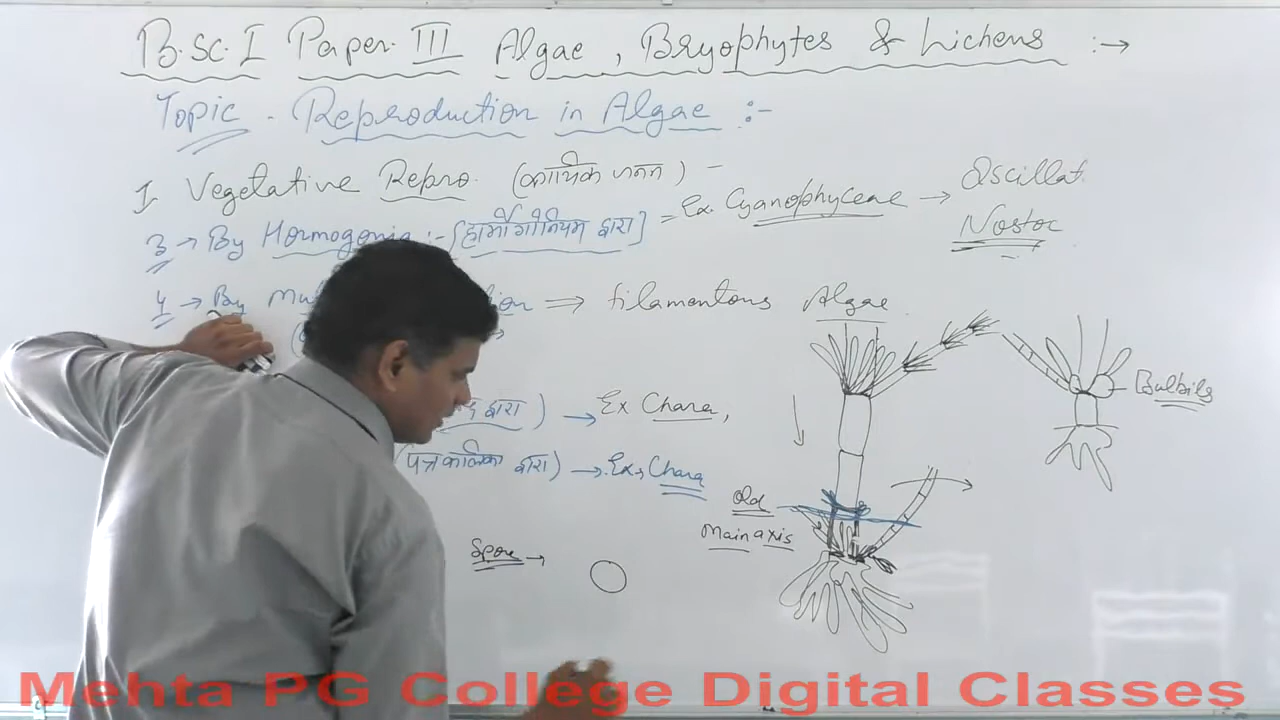 B.Sc. I Paper. III Algae, Bryophytes & Lichens :→
Topic - Reproduction in Algae :-
I Vegetative Repro. (कायिक जनन) -
3 → By Hormogonia :- [हार्मोगोनियम द्वारा] = Ex. Cyanophyceae → Oscillat
Nostoc
4 → By ⇒ filamentous Algae
द्वारा) → Ex Chara,
(पत्रकालिका द्वारा) → Ex, Chara
Bulbils
Old
Main axis
Spore →
Mehta PG College Digital Classes